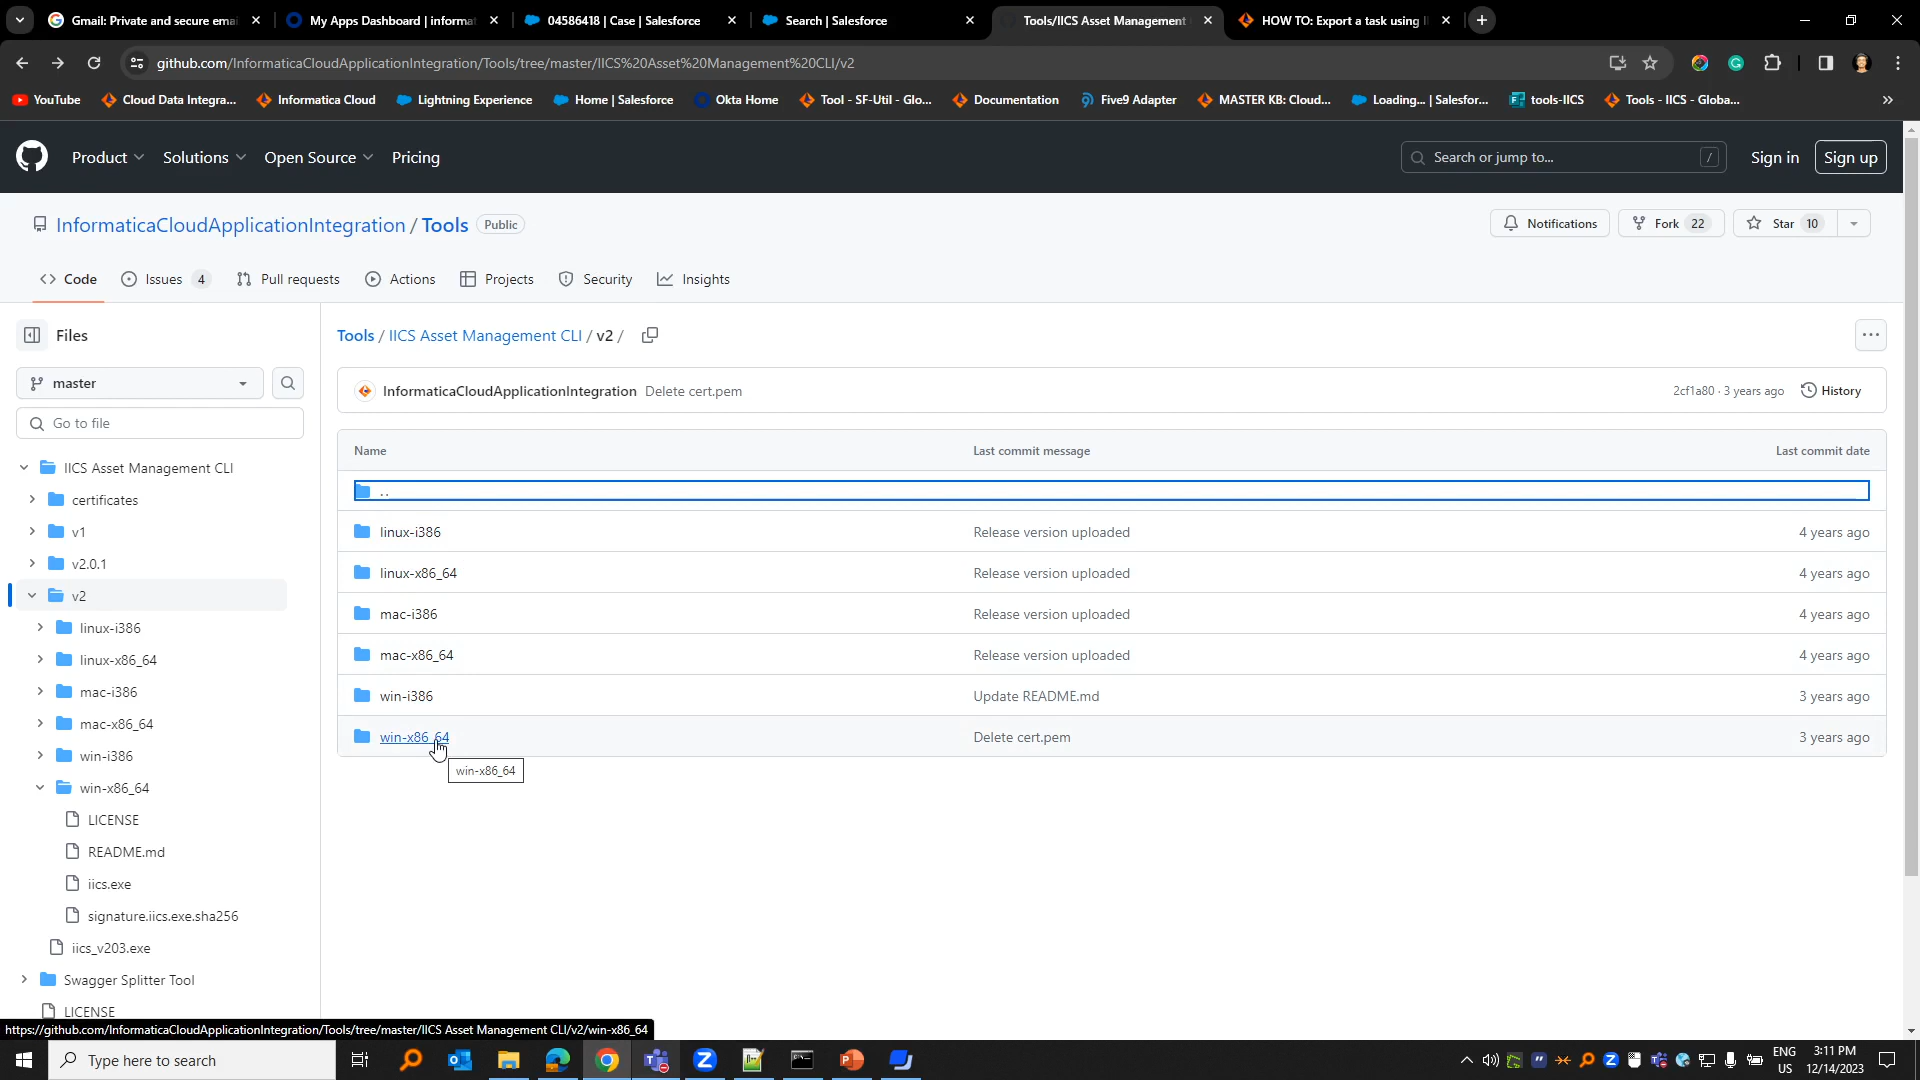 Gmail: Private and secure emai
My Apps Dashboard | informat
04586418 | Case | Salesforce
Search | Salesforce
Tools/IICS Asset Management
HOW TO: Export a task using I
github.com/InformaticaCloudApplicationIntegration/Tools/tree/master/IICS%20Asset%20Management%20CLI/v2
YouTube
Cloud Data Integra...
Informatica Cloud
Lightning Experience
Home | Salesforce
Okta Home
Tool - SF-Util - Glo...
Documentation
Five9 Adapter
MASTER KB: Cloud...
Loading... | Salesfor...
tools-IICS
Tools - IICS - Globa...
Product
Solutions
Open Source
Pricing
Search or jump to...
/
Sign in
Sign up
InformaticaCloudApplicationIntegration / Tools
Public
Notifications
Fork 22
Star 10
Code
Issues 4
Pull requests
Actions
Projects
Security
Insights
Files
master
Go to file
IICS Asset Management CLI
certificates
v1
v2.0.1
v2
linux-i386
linux-x86_64
mac-i386
mac-x86_64
win-i386
win-x86_64
LICENSE
README.md
iics.exe
signature.iics.exe.sha256
iics_v203.exe
Swagger Splitter Tool
LICENSE
Tools / IICS Asset Management CLI / v2 /
InformaticaCloudApplicationIntegration Delete cert.pem
2cf1a80 · 3 years ago
History
Name Last commit message Last commit date
..
linux-i386 Release version uploaded 4 years ago
linux-x86_64 Release version uploaded 4 years ago
mac-i386 Release version uploaded 4 years ago
mac-x86_64 Release version uploaded 4 years ago
win-i386 Update README.md 3 years ago
win-x86_64 Delete cert.pem 3 years ago
win-x86_64
https://github.com/InformaticaCloudApplicationIntegration/Tools/tree/master/IICS Asset Management CLI/v2/win-x86_64
Type here to search
ENG
US
3:11 PM
12/14/2023